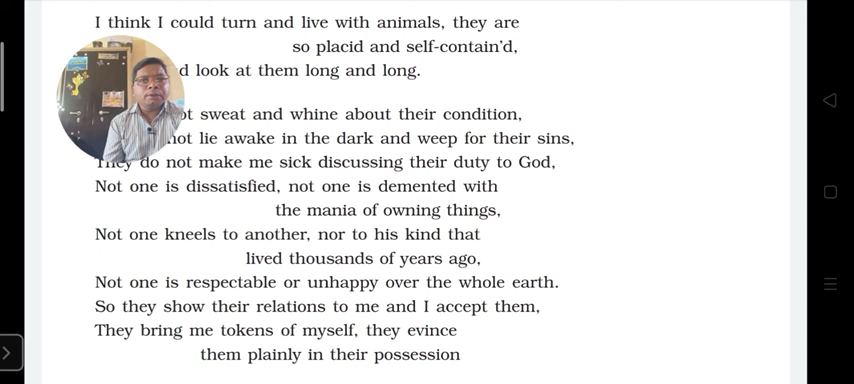 I think I could turn and live with animals, they are
so placid and self-contain'd,
look at them long and long.
sweat and whine about their condition,
not lie awake in the dark and weep for their sins,
They do not make me sick discussing their duty to God,
Not one is dissatisfied, not one is demented with
the mania of owning things,
Not one kneels to another, nor to his kind that
lived thousands of years ago,
Not one is respectable or unhappy over the whole earth.
So they show their relations to me and I accept them,
They bring me tokens of myself, they evince
them plainly in their possession